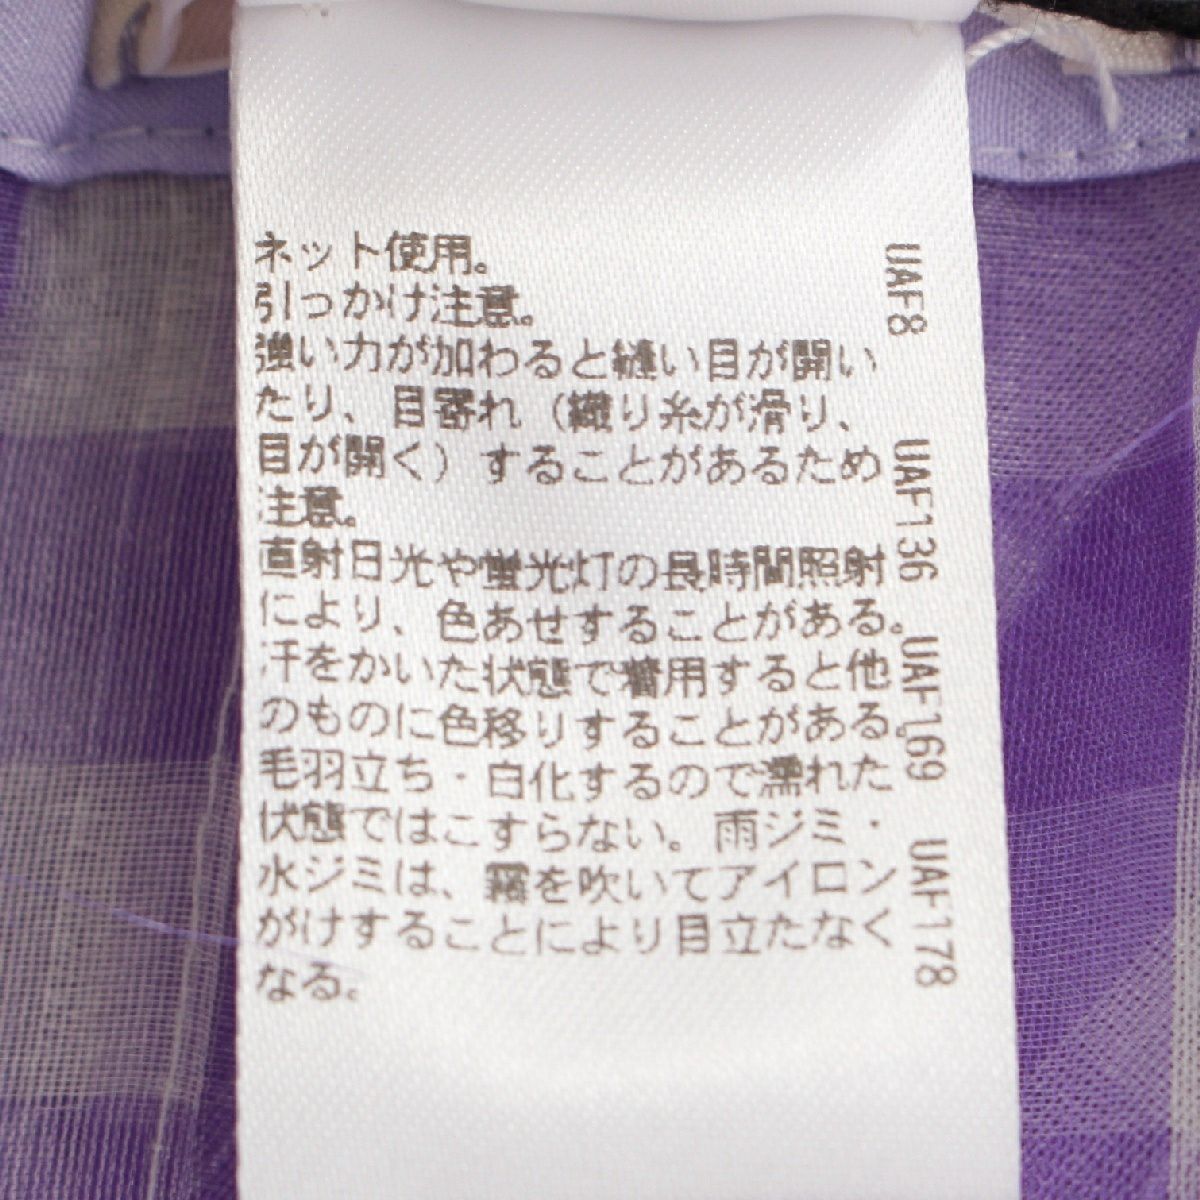 ネット使用。
引っかけ注意。
強い力が加わると縫い目が開い
たり、目寄れ（織り糸が滑り、
目が開く）することがあるため
注意。
直射日光や蛍光灯の長時間照射
により、色あせすることがある。
汗をかいた状態で着用すると他
のものに色移りすることがある。
毛羽立ち・白化するので濡れた
状態ではこすらない。雨ジミ・
水ジミは、霧を吹いてアイロン
がけすることにより目立たなく
なる。
UAF8
UAF136
UAF169
UAF178